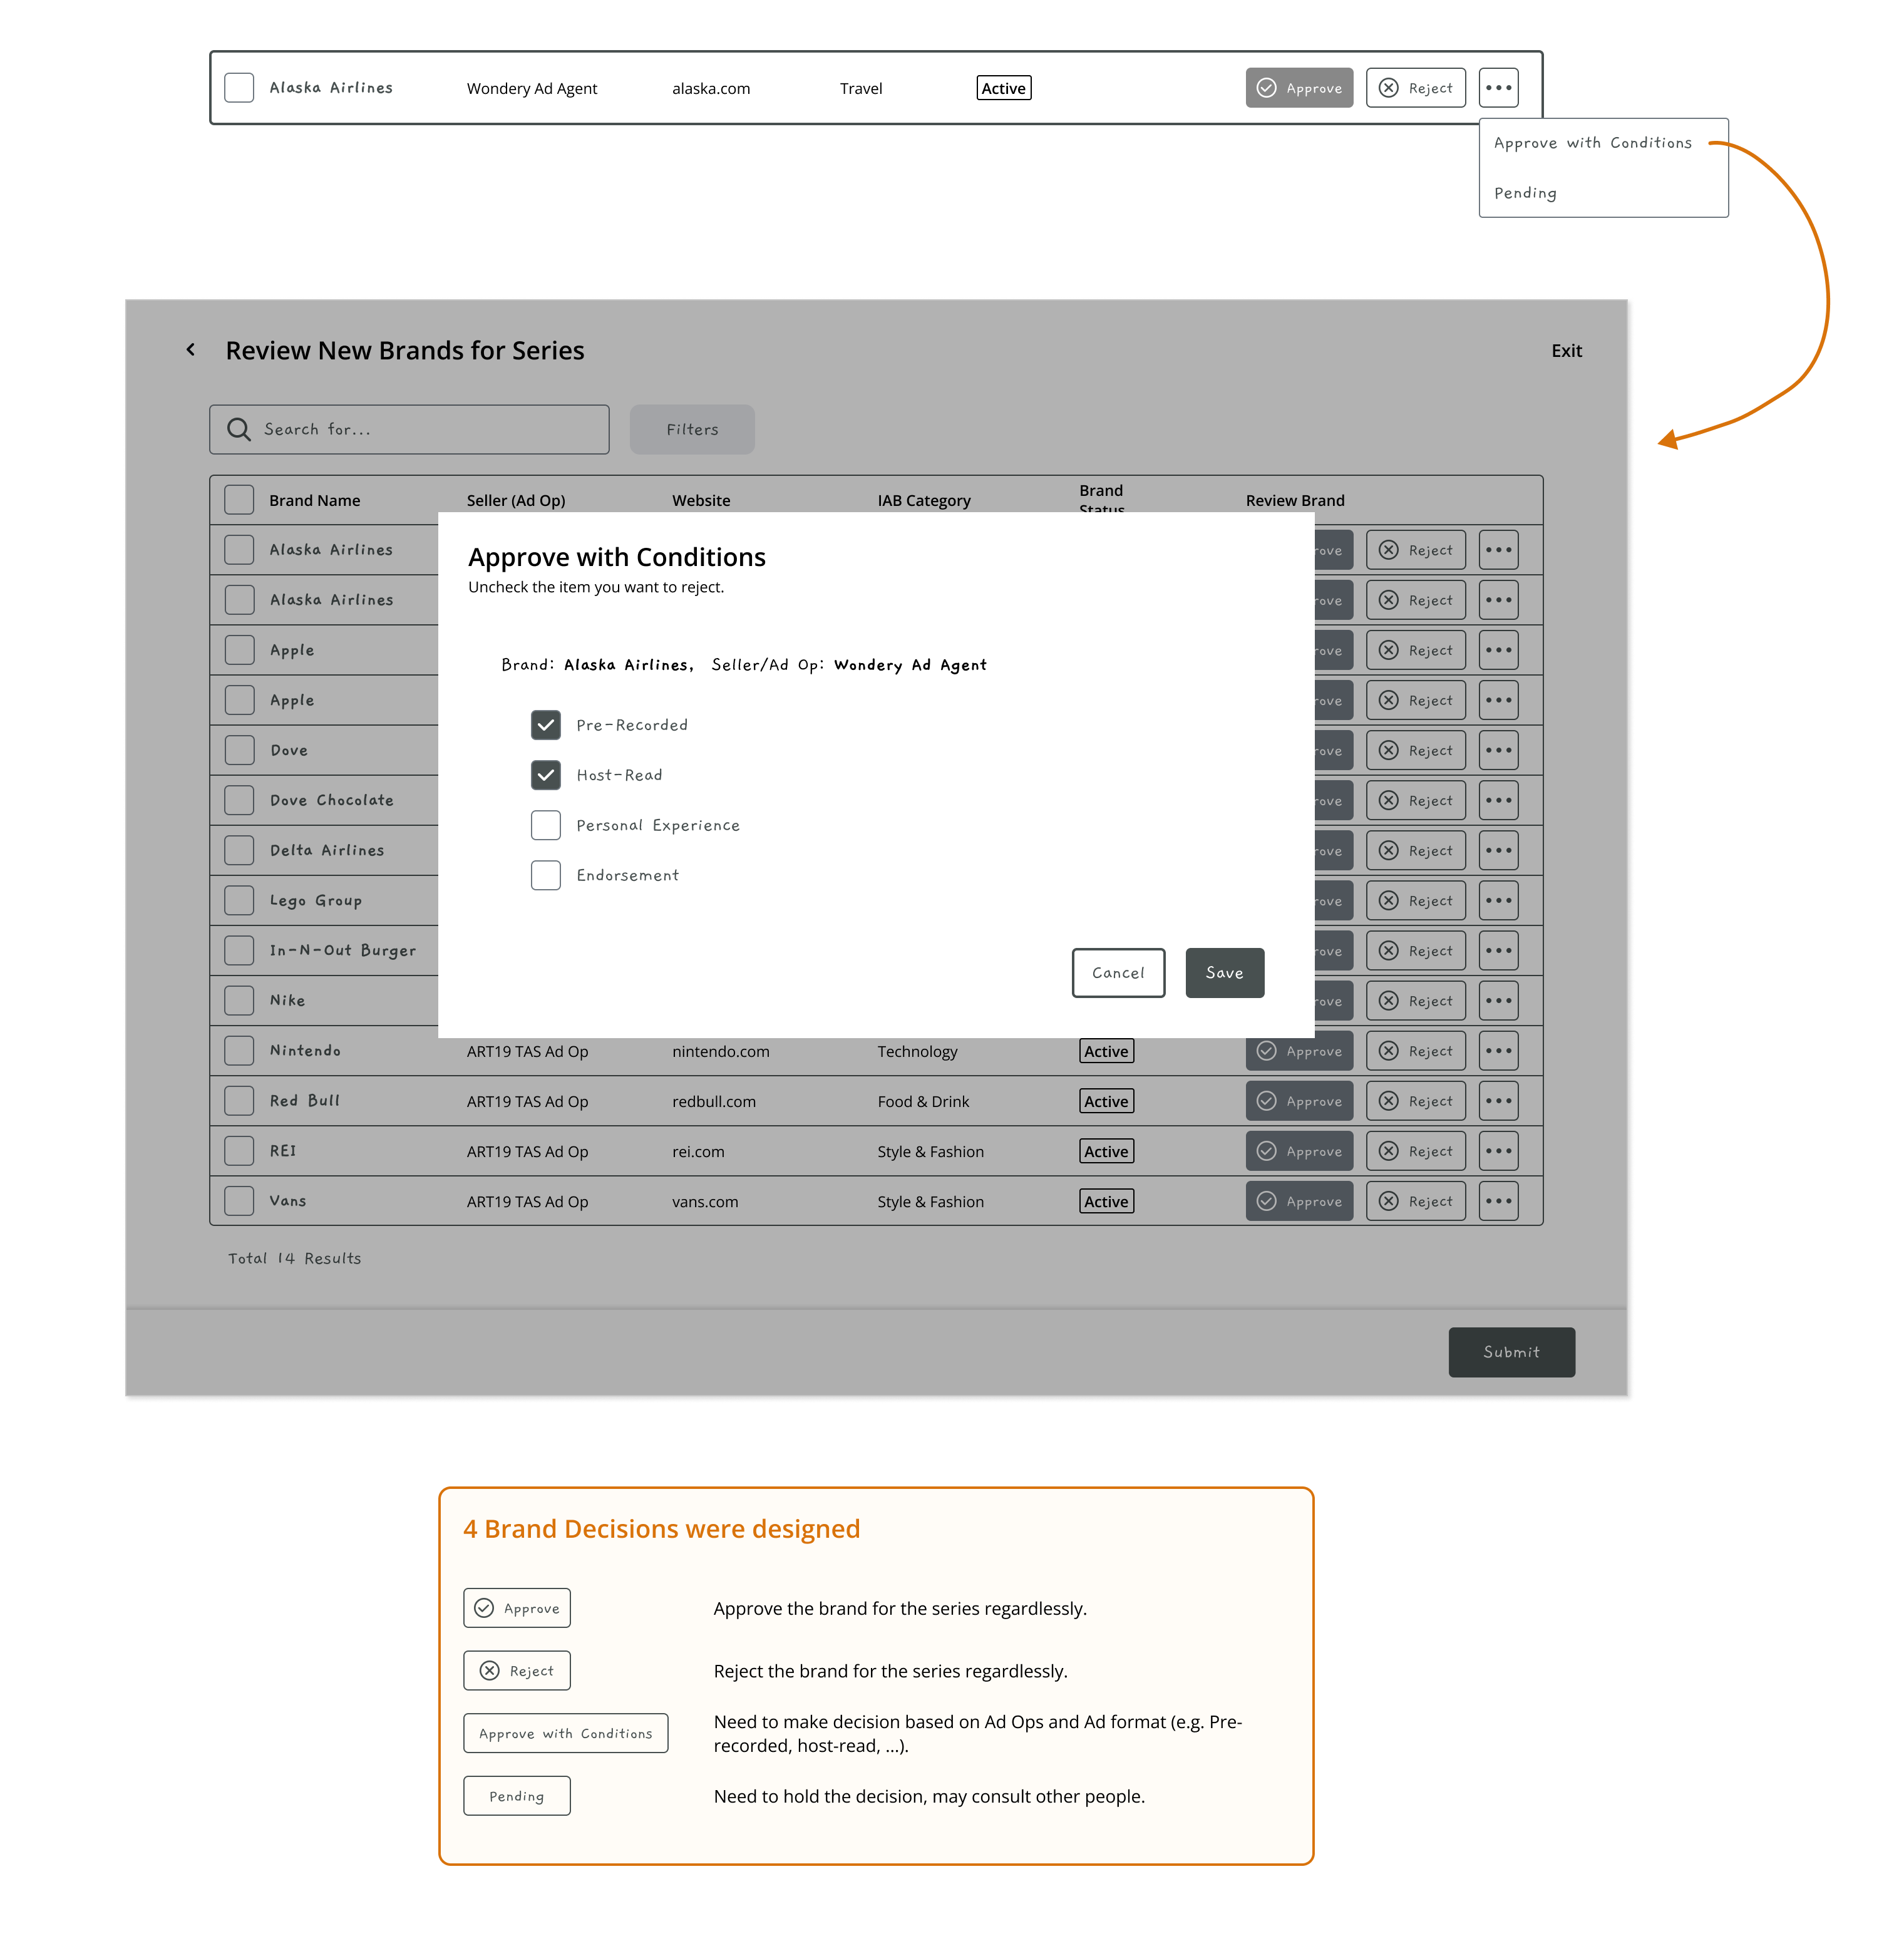 Alaska Airlines Wondery Ad Agent alaska.com Travel Active Approve Reject
Approve with Conditions
Pending
Review New Brands for Series Exit
Search for... Filters
Brand Name Seller (Ad Op) Website IAB Category Brand Status Review Brand
Alaska Airlines rove Reject
Alaska Airlines rove Reject
Apple rove Reject
Apple rove Reject
Dove rove Reject
Dove Chocolate rove Reject
Delta Airlines rove Reject
Lego Group rove Reject
In-N-Out Burger rove Reject
Nike rove Reject
Approve with Conditions
Uncheck the item you want to reject.
Brand: Alaska Airlines, Seller/Ad Op: Wondery Ad Agent
Pre-Recorded
Host-Read
Personal Experience
Endorsement
Cancel Save
Nintendo ART19 TAS Ad Op nintendo.com Technology Active Approve Reject
Red Bull ART19 TAS Ad Op redbull.com Food & Drink Active Approve Reject
REI ART19 TAS Ad Op rei.com Style & Fashion Active Approve Reject
Vans ART19 TAS Ad Op vans.com Style & Fashion Active Approve Reject
Total 14 Results
Submit
4 Brand Decisions were designed
Approve Approve the brand for the series regardlessly.
Reject Reject the brand for the series regardlessly.
Approve with Conditions Need to make decision based on Ad Ops and Ad format (e.g. Pre-
recorded, host-read, ...).
Pending Need to hold the decision, may consult other people.